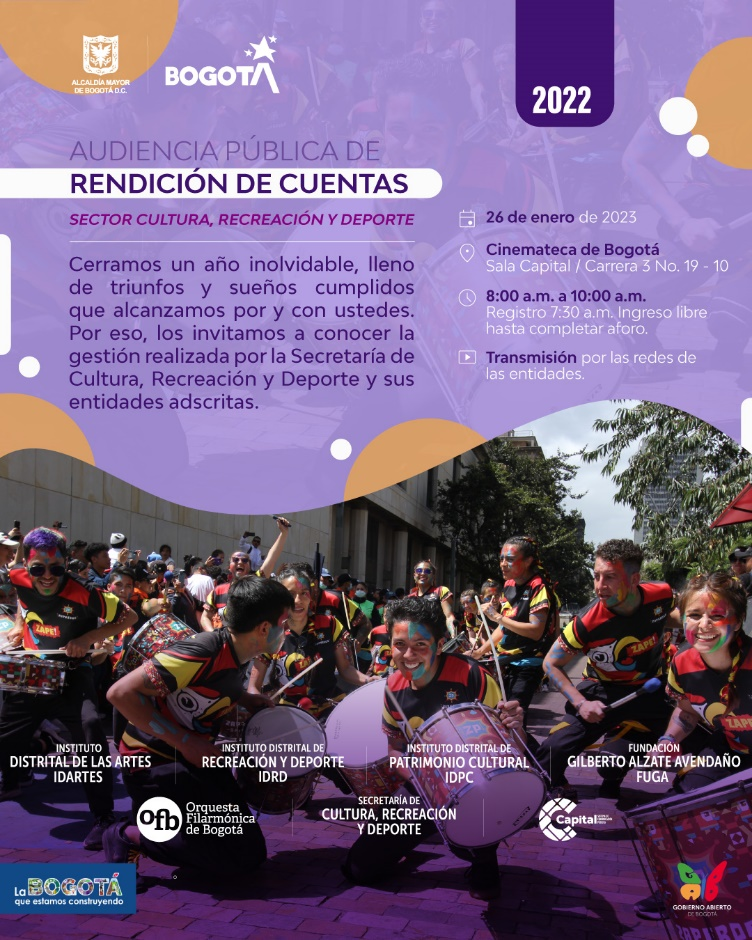 ALCALDÍA MAYOR
DE BOGOTÁ D.C.
BOGOTÁ
2022
AUDIENCIA PÚBLICA DE
RENDICIÓN DE CUENTAS
SECTOR CULTURA, RECREACIÓN Y DEPORTE
Cerramos un año inolvidable, lleno
de triunfos y sueños cumplidos
que alcanzamos por y con ustedes.
Por eso, los invitamos a conocer la
gestión realizada por la Secretaría de
Cultura, Recreación y Deporte y sus
entidades adscritas.
26 de enero de 2023
Cinemateca de Bogotá
Sala Capital / Carrera 3 No. 19 - 10
8:00 a.m. a 10:00 a.m.
Registro 7:30 a.m. Ingreso libre
hasta completar aforo.
Transmisión por las redes de
las entidades.
ZAPE!
ZAPE!
INSTITUTO
DISTRITAL DE LAS ARTES
IDARTES
INSTITUTO DISTRITAL DE
RECREACIÓN Y DEPORTE
IDRD
INSTITUTO DISTRITAL DE
PATRIMONIO CULTURAL
IDPC
FUNDACIÓN
GILBERTO ALZATE AVENDAÑO
FUGA
ofb
Orquesta
Filarmónica
de Bogotá
SECRETARÍA DE
CULTURA, RECREACIÓN
Y DEPORTE
Capital
La BOGOTÁ
que estamos construyendo
GAB
GOBIERNO ABIERTO
DE BOGOTÁ